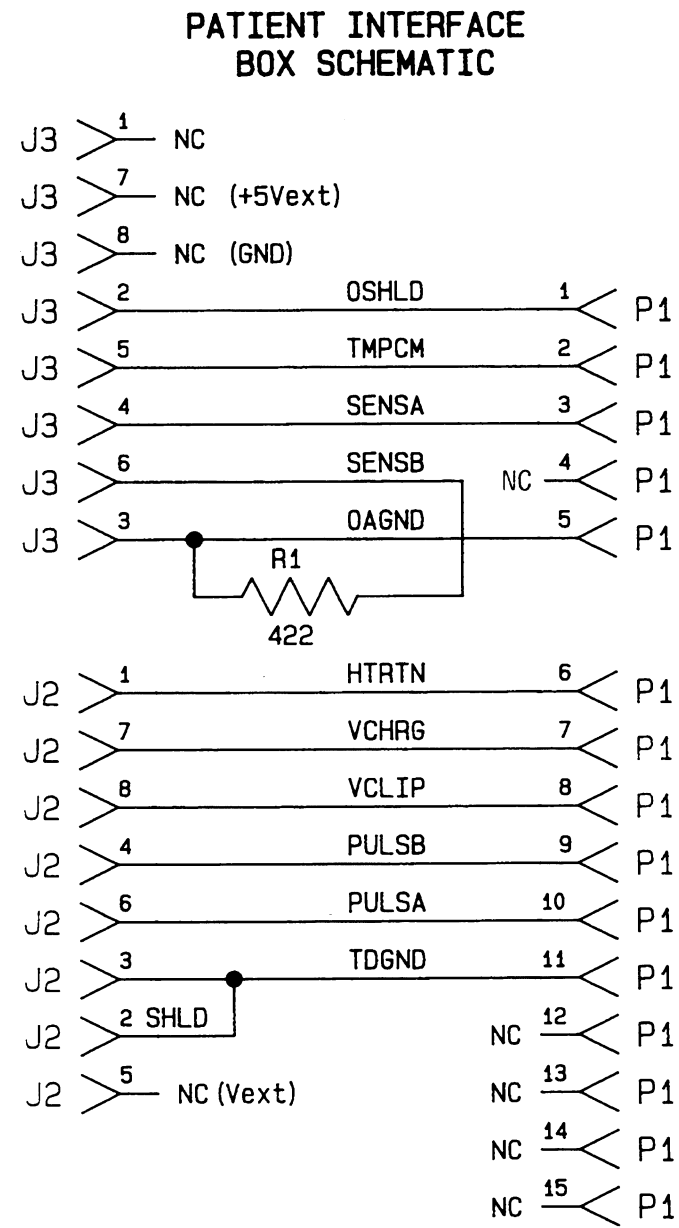 PATIENT INTERFACE
BOX SCHEMATIC
J3 1 NC
J3 7 NC (+5Vext)
J3 8 NC (GND)
J3 2 OSHLD 1 P1
J3 5 TMPCM 2 P1
J3 4 SENSA 3 P1
J3 6 SENSB NC 4 P1
J3 3 OAGND 5 P1
R1
422
J2 1 HTRTN 6 P1
J2 7 VCHRG 7 P1
J2 8 VCLIP 8 P1
J2 4 PULSB 9 P1
J2 6 PULSA 10 P1
J2 3 TDGND 11 P1
J2 2 SHLD NC 12 P1
J2 5 NC (Vext) NC 13 P1
NC 14 P1
NC 15 P1